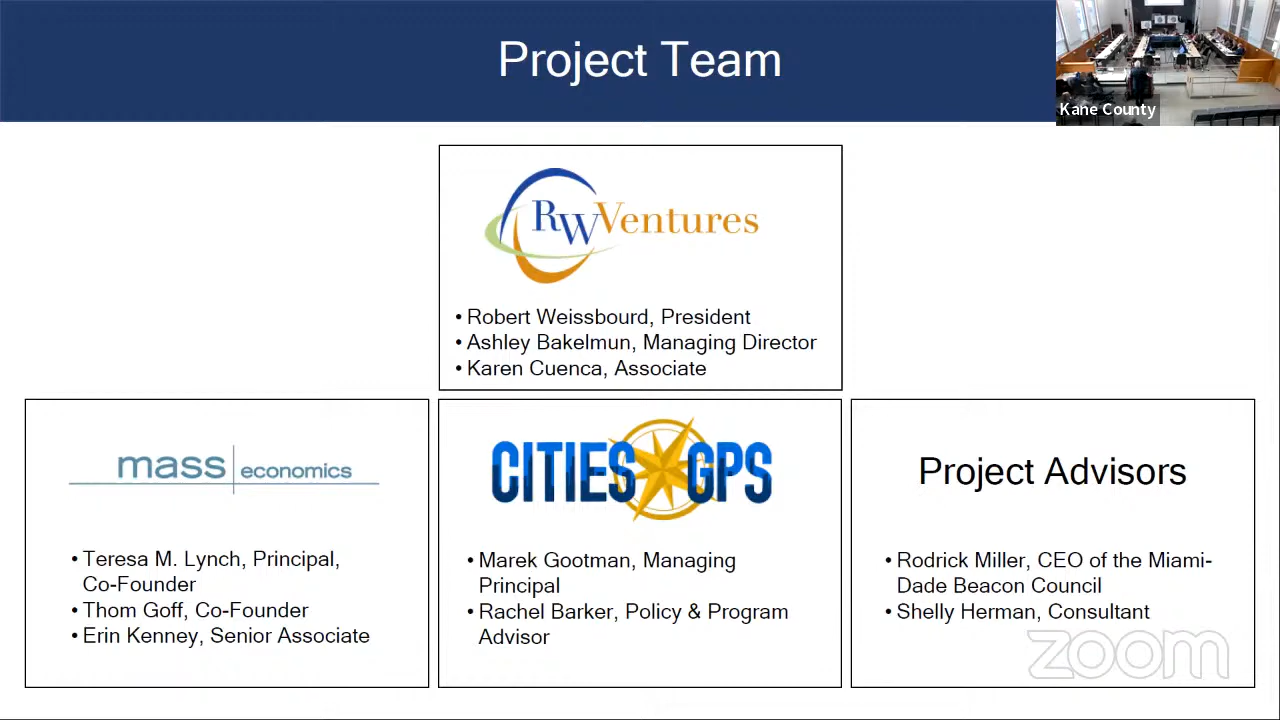 Project Team
Kane County
RW Ventures
• Robert Weissbourd, President
• Ashley Bakelmun, Managing Director
• Karen Cuenca, Associate
mass economics
• Teresa M. Lynch, Principal,
Co-Founder
• Thom Goff, Co-Founder
• Erin Kenney, Senior Associate
CITIES GPS
• Marek Gootman, Managing
Principal
• Rachel Barker, Policy & Program
Advisor
Project Advisors
• Rodrick Miller, CEO of the Miami-
Dade Beacon Council
• Shelly Herman, Consultant
zoom